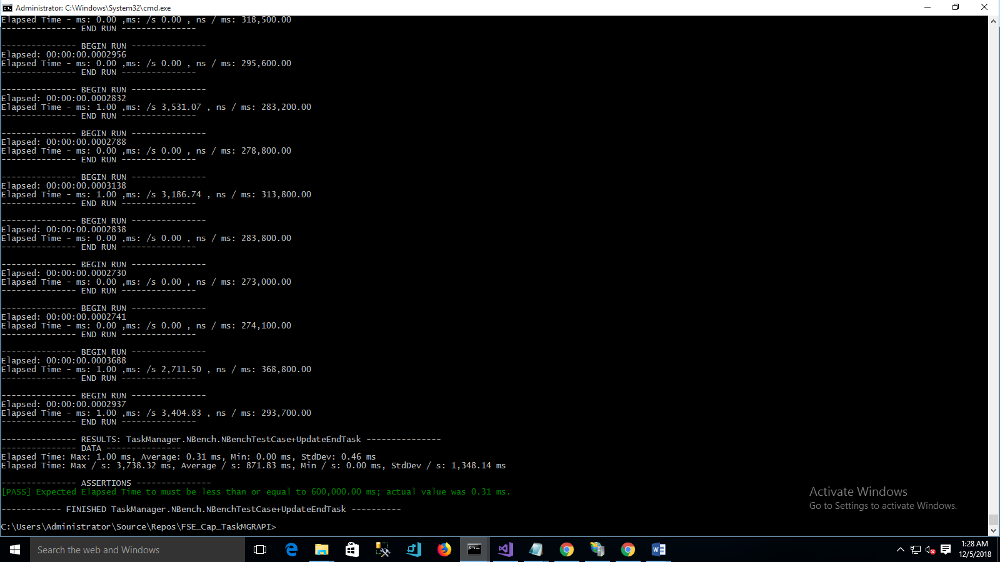 Administrator: C:\Windows\System32\cmd.exe
Elapsed Time - ms: 0.00 ,ms: /s 0.00 , ns / ms: 318,500.00
--------------- END RUN ---------------
--------------- BEGIN RUN ---------------
Elapsed: 00:00:00.0002956
Elapsed Time - ms: 0.00 ,ms: /s 0.00 , ns / ms: 295,600.00
--------------- END RUN ---------------
--------------- BEGIN RUN ---------------
Elapsed: 00:00:00.0002832
Elapsed Time - ms: 1.00 ,ms: /s 3,531.07 , ns / ms: 283,200.00
--------------- END RUN ---------------
--------------- BEGIN RUN ---------------
Elapsed: 00:00:00.0002788
Elapsed Time - ms: 0.00 ,ms: /s 0.00 , ns / ms: 278,800.00
--------------- END RUN ---------------
--------------- BEGIN RUN ---------------
Elapsed: 00:00:00.0003138
Elapsed Time - ms: 1.00 ,ms: /s 3,186.74 , ns / ms: 313,800.00
--------------- END RUN ---------------
--------------- BEGIN RUN ---------------
Elapsed: 00:00:00.0002838
Elapsed Time - ms: 0.00 ,ms: /s 0.00 , ns / ms: 283,800.00
--------------- END RUN ---------------
--------------- BEGIN RUN ---------------
Elapsed: 00:00:00.0002730
Elapsed Time - ms: 0.00 ,ms: /s 0.00 , ns / ms: 273,000.00
--------------- END RUN ---------------
--------------- BEGIN RUN ---------------
Elapsed: 00:00:00.0002741
Elapsed Time - ms: 0.00 ,ms: /s 0.00 , ns / ms: 274,100.00
--------------- END RUN ---------------
--------------- BEGIN RUN ---------------
Elapsed: 00:00:00.0003688
Elapsed Time - ms: 1.00 ,ms: /s 2,711.50 , ns / ms: 368,800.00
--------------- END RUN ---------------
--------------- BEGIN RUN ---------------
Elapsed: 00:00:00.0002937
Elapsed Time - ms: 1.00 ,ms: /s 3,404.83 , ns / ms: 293,700.00
--------------- END RUN ---------------
--------------- RESULTS: TaskManager.NBench.NBenchTestCase+UpdateEndTask ---------------
--------------- DATA ---------------
Elapsed Time: Max: 1.00 ms, Average: 0.31 ms, Min: 0.00 ms, StdDev: 0.46 ms
Elapsed Time: Max / s: 3,738.32 ms, Average / s: 871.83 ms, Min / s: 0.00 ms, StdDev / s: 1,348.14 ms
--------------- ASSERTIONS ---------------
[PASS] Expected Elapsed Time to must be less than or equal to 600,000.00 ms; actual value was 0.31 ms.
------------ FINISHED TaskManager.NBench.NBenchTestCase+UpdateEndTask ----------
C:\Users\Administrator\Source\Repos\FSE_Cap_TaskMGRAPI>
Activate Windows
Go to Settings to activate Windows.
Search the web and Windows
1:28 AM
12/5/2018